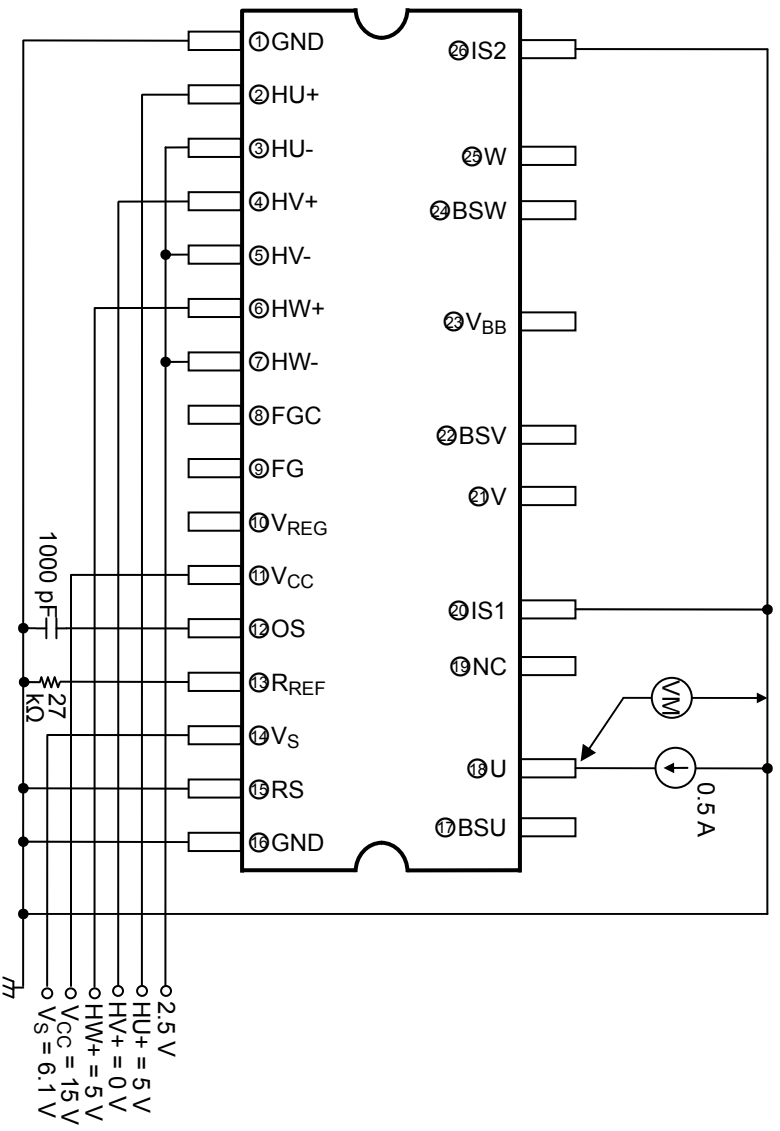 ①GND
②HU+
③HU-
④HV+
⑤HV-
⑥HW+
⑦HW-
⑧FGC
⑨FG
⑩VREG
⑪VCC
⑫OS
⑬RREF
⑭VS
⑮RS
⑯GND
㉖IS2
㉕W
㉔BSW
㉓VBB
㉒BSV
㉑V
⑳IS1
⑲NC
⑱U
⑰BSU
VM
0.5 A
1000 pF
27
kΩ
2.5 V
HU+ = 5 V
HV+ = 0 V
HW+ = 5 V
VCC = 15 V
VS = 6.1 V